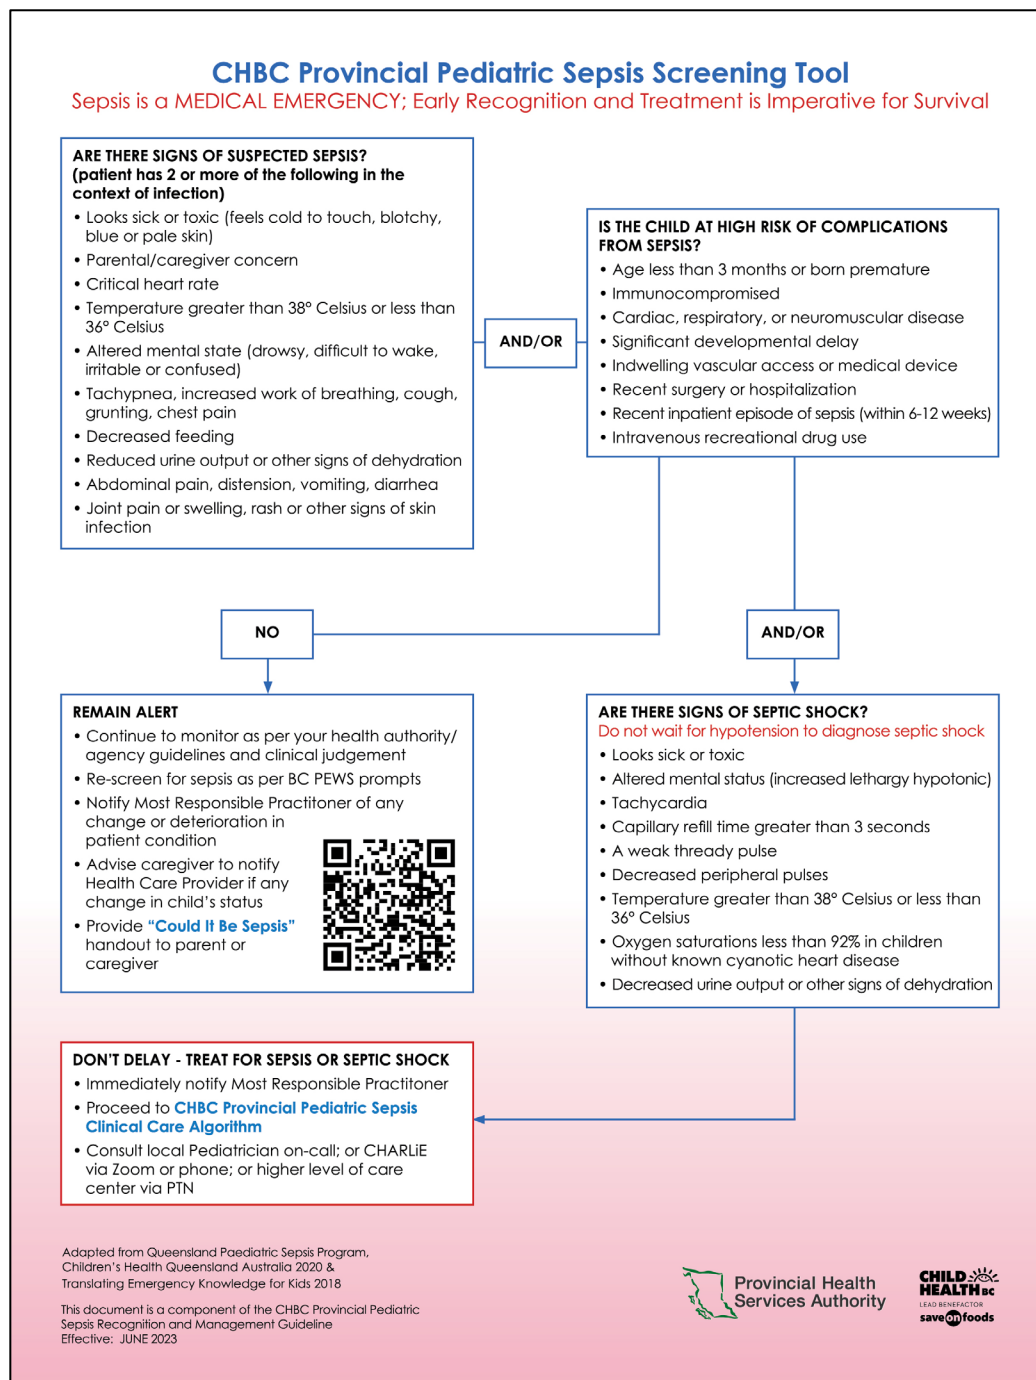 CHBC Provincial Pediatric Sepsis Screening Tool
Sepsis is a MEDICAL EMERGENCY; Early Recognition and Treatment is Imperative for Survival
ARE THERE SIGNS OF SUSPECTED SEPSIS?
(patient has 2 or more of the following in the
context of infection)
• Looks sick or toxic (feels cold to touch, blotchy,
blue or pale skin)
• Parental/caregiver concern
• Critical heart rate
• Temperature greater than 38° Celsius or less than
36° Celsius
• Altered mental state (drowsy, difficult to wake,
irritable or confused)
• Tachypnea, increased work of breathing, cough,
grunting, chest pain
• Decreased feeding
• Reduced urine output or other signs of dehydration
• Abdominal pain, distension, vomiting, diarrhea
• Joint pain or swelling, rash or other signs of skin
infection
AND/OR
IS THE CHILD AT HIGH RISK OF COMPLICATIONS
FROM SEPSIS?
• Age less than 3 months or born premature
• Immunocompromised
• Cardiac, respiratory, or neuromuscular disease
• Significant developmental delay
• Indwelling vascular access or medical device
• Recent surgery or hospitalization
• Recent inpatient episode of sepsis (within 6-12 weeks)
• Intravenous recreational drug use
NO
AND/OR
REMAIN ALERT
• Continue to monitor as per your health authority/
agency guidelines and clinical judgement
• Re-screen for sepsis as per BC PEWS prompts
• Notify Most Responsible Practitoner of any
change or deterioration in
patient condition
• Advise caregiver to notify
Health Care Provider if any
change in child's status
• Provide "Could It Be Sepsis"
handout to parent or
caregiver
ARE THERE SIGNS OF SEPTIC SHOCK?
Do not wait for hypotension to diagnose septic shock
• Looks sick or toxic
• Altered mental status (increased lethargy hypotonic)
• Tachycardia
• Capillary refill time greater than 3 seconds
• A weak thready pulse
• Decreased peripheral pulses
• Temperature greater than 38° Celsius or less than
36° Celsius
• Oxygen saturations less than 92% in children
without known cyanotic heart disease
• Decreased urine output or other signs of dehydration
DON'T DELAY - TREAT FOR SEPSIS OR SEPTIC SHOCK
• Immediately notify Most Responsible Practitoner
• Proceed to CHBC Provincial Pediatric Sepsis
Clinical Care Algorithm
• Consult local Pediatrician on-call; or CHARLiE
via Zoom or phone; or higher level of care
center via PTN
Adapted from Queensland Paediatric Sepsis Program,
Children's Health Queensland Australia 2020 &
Translating Emergency Knowledge for Kids 2018
This document is a component of the CHBC Provincial Pediatric
Sepsis Recognition and Management Guideline
Effective: JUNE 2023
Provincial Health
Services Authority
CHILD
HEALTH BC
LEAD BENEFACTOR
save on foods